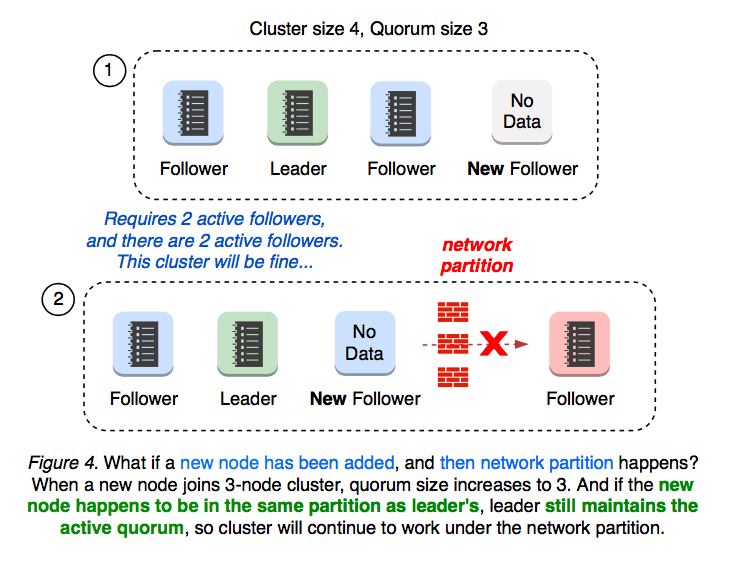 Cluster size 4, Quorum size 3
1
No
Data
Follower
Leader
Follower
New Follower
Requires 2 active followers,
and there are 2 active followers.
This cluster will be fine...
network
partition
2
No
Data
Follower
Leader
New Follower
Follower
Figure 4. What if a new node has been added, and then network partition happens?
When a new node joins 3-node cluster, quorum size increases to 3. And if the new
node happens to be in the same partition as leader's, leader still maintains the
active quorum, so cluster will continue to work under the network partition.